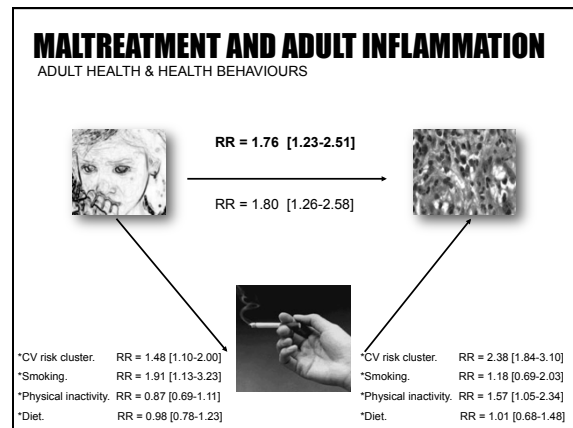 MALTREATMENT AND ADULT INFLAMMATION
ADULT HEALTH & HEALTH BEHAVIOURS
RR = 1.76 [1.23-2.51]
RR = 1.80 [1.26-2.58]
*CV risk cluster. RR = 1.48 [1.10-2.00]
*Smoking. RR = 1.91 [1.13-3.23]
*Physical inactivity. RR = 0.87 [0.69-1.11]
*Diet. RR = 0.98 [0.78-1.23]
*CV risk cluster. RR = 2.38 [1.84-3.10]
*Smoking. RR = 1.18 [0.69-2.03]
*Physical inactivity. RR = 1.57 [1.05-2.34]
*Diet. RR = 1.01 [0.68-1.48]